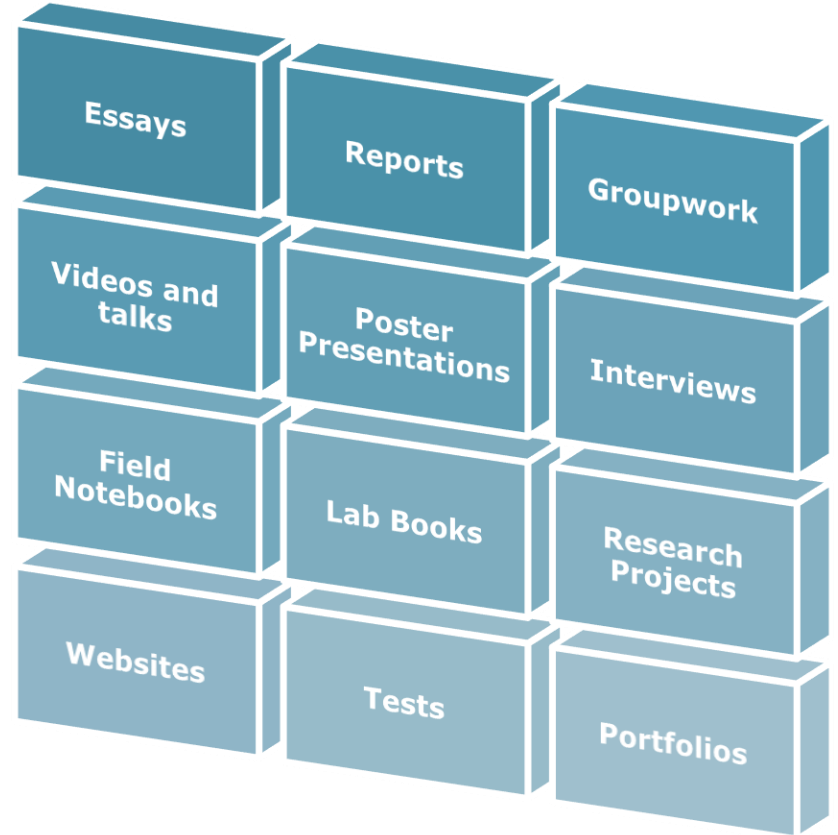 Essays
Reports
Groupwork
Videos and
talks
Poster
Presentations
Interviews
Field
Notebooks
Lab Books
Research
Projects
Websites
Tests
Portfolios